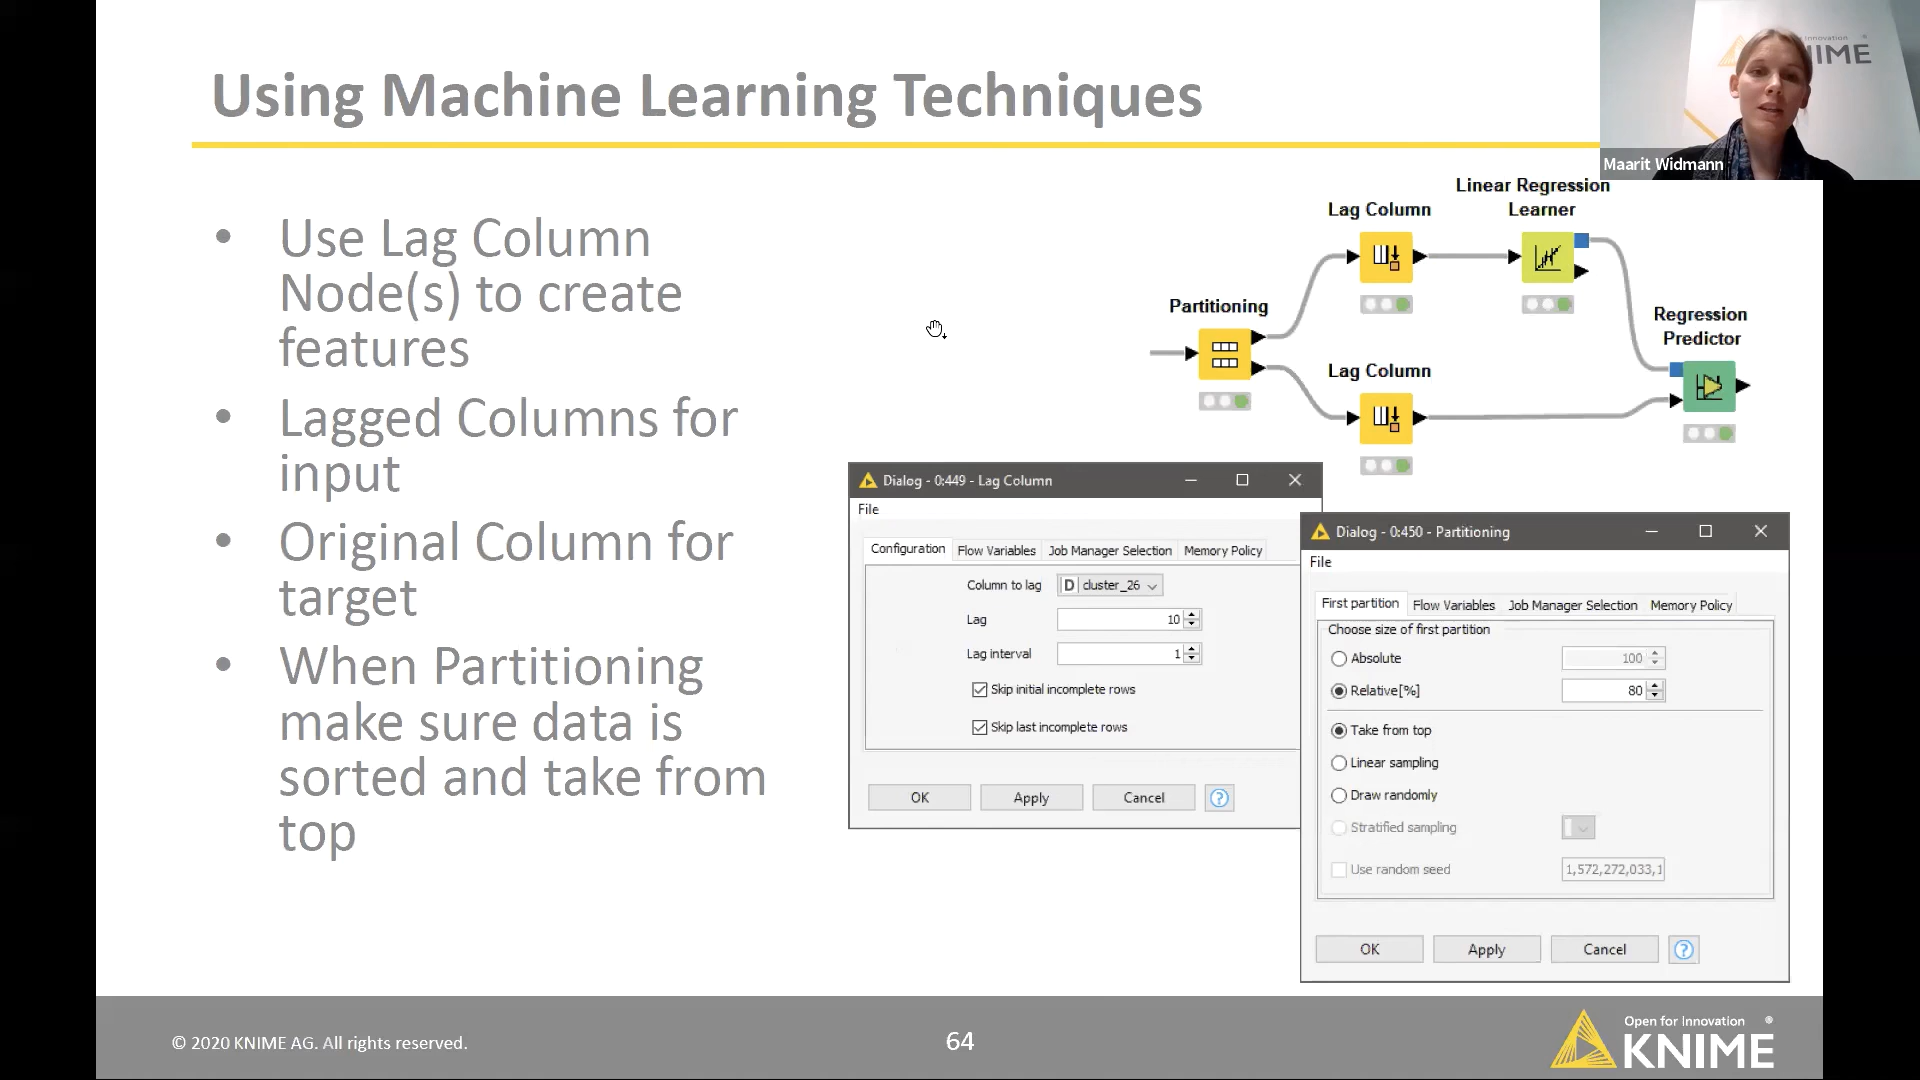 Using Machine Learning Techniques
Innovation
KNIME
Maarit Widmann
• Use Lag Column
Node(s) to create
features
• Lagged Columns for
input
• Original Column for
target
• When Partitioning
make sure data is
sorted and take from
top
Partitioning
Lag Column
Lag Column
Linear Regression
Learner
Regression
Predictor
Dialog - 0:449 - Lag Column
File
Configuration Flow Variables Job Manager Selection Memory Policy
Column to lag D cluster_26
Lag 10
Lag interval 1
Skip initial incomplete rows
Skip last incomplete rows
OK Apply Cancel ?
Dialog - 0:450 - Partitioning
File
First partition Flow Variables Job Manager Selection Memory Policy
Choose size of first partition
Absolute 100
Relative[%] 80
Take from top
Linear sampling
Draw randomly
Stratified sampling
Use random seed 1,572,272,033,1
OK Apply Cancel ?
© 2020 KNIME AG. All rights reserved.
64
Open for Innovation ®
KNIME